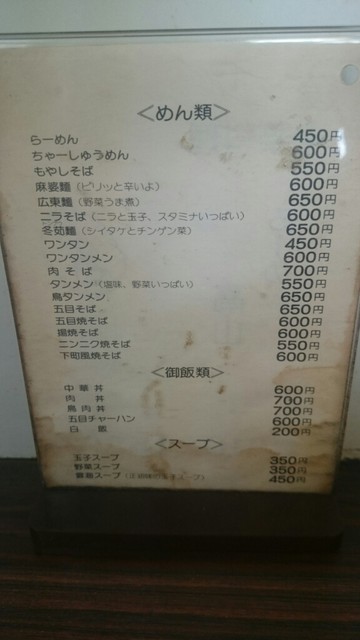 <めん類>
らーめん 450円
ちゃーしゅうめん 600円
もやしそば 550円
麻婆麺(ピリッと辛いよ) 600円
広東麺(野菜うま煮) 650円
ニラそば(ニラと玉子、スタミナいっぱい) 600円
冬茹麺(シイタケとチンゲン菜) 650円
ワンタン 450円
ワンタンメン 600円
肉そば 700円
タンメン(塩味、野菜いっぱい) 550円
鳥タンメン 650円
五目そば 650円
五目焼そば 600円
揚焼そば 600円
ニンニク焼そば 550円
下町風焼そば 600円
<御飯類>
中華丼 600円
肉丼 700円
鳥肉丼 700円
五目チャーハン 600円
白飯 200円
<スープ>
玉子スープ 350円
野菜スープ 350円
スープ 450円